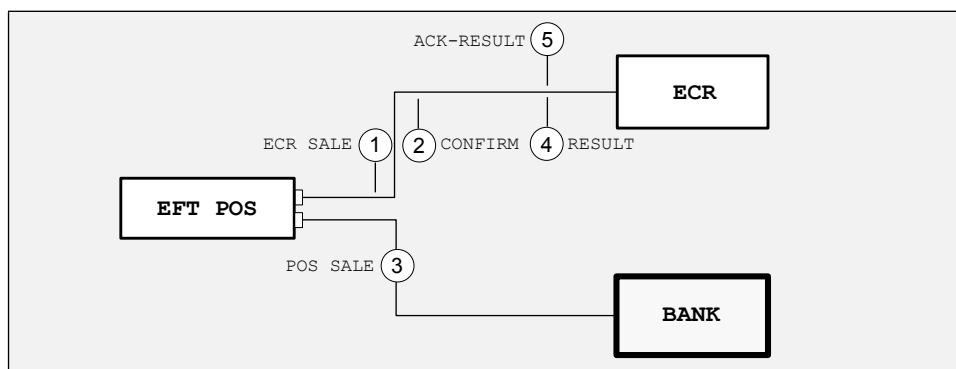 ACK-RESULT 5
ECR
ECR SALE 1 2 CONFIRM 4 RESULT
EFT POS
POS SALE 3
BANK